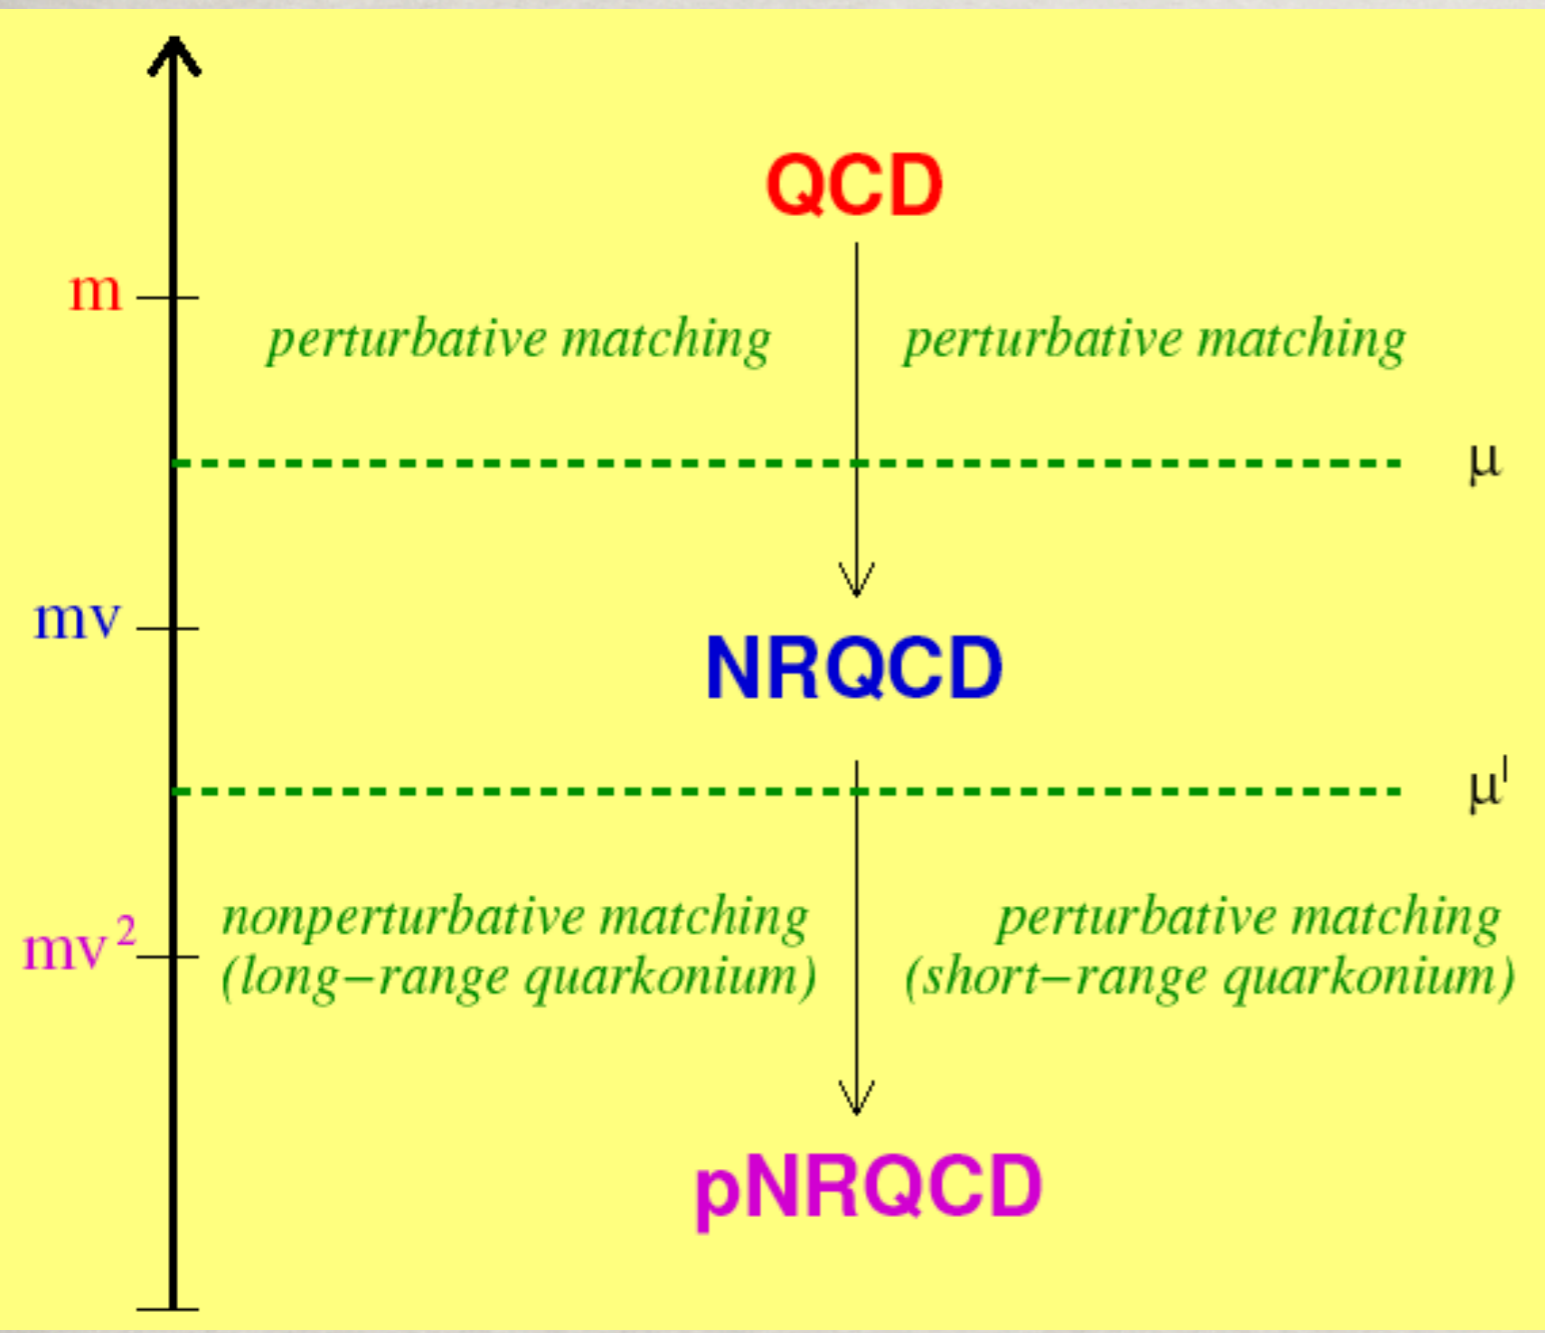 QCD
m
perturbative matching
perturbative matching
μ
mv
NRQCD
μ'
nonperturbative matching
(long–range quarkonium)
perturbative matching
(short–range quarkonium)
mv²
pNRQCD